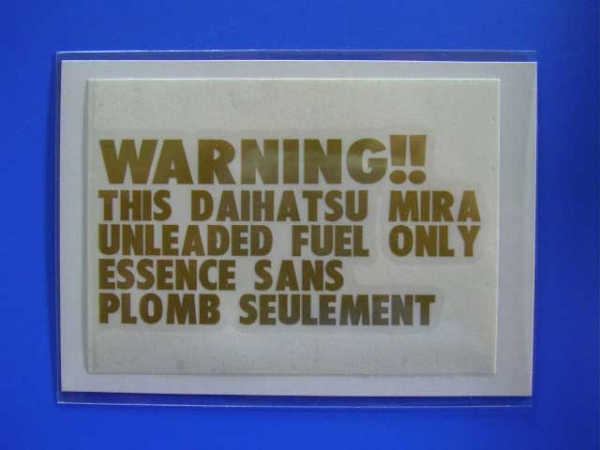 WARNING!!
THIS DAIHATSU MIRA
UNLEADED FUEL ONLY
ESSENCE SANS
PLOMB SEULEMENT